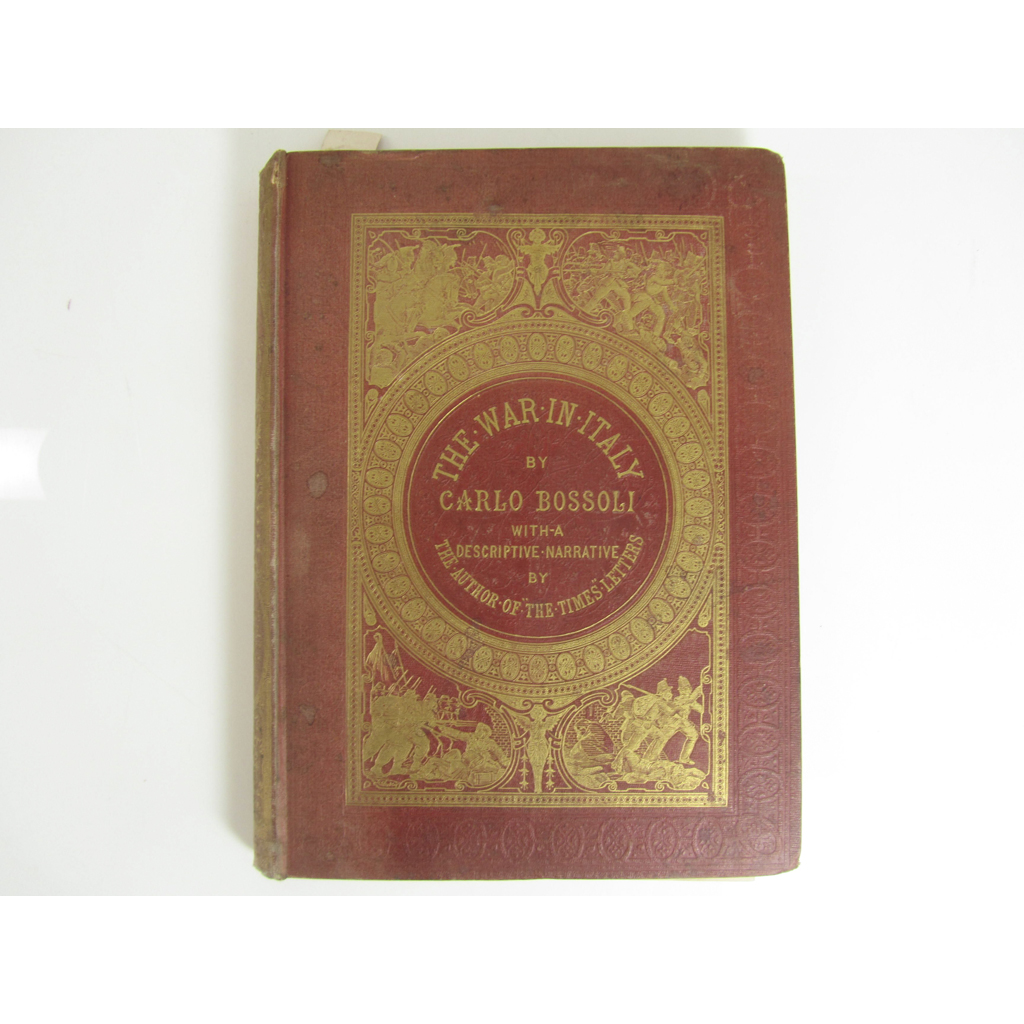 THE·WAR·IN·ITALY
BY
CARLO BOSSOLI
WITH-A
DESCRIPTIVE·NARRATIVE
BY
THE·AUTHOR·OF·"THE·TIMES"·LETTERS